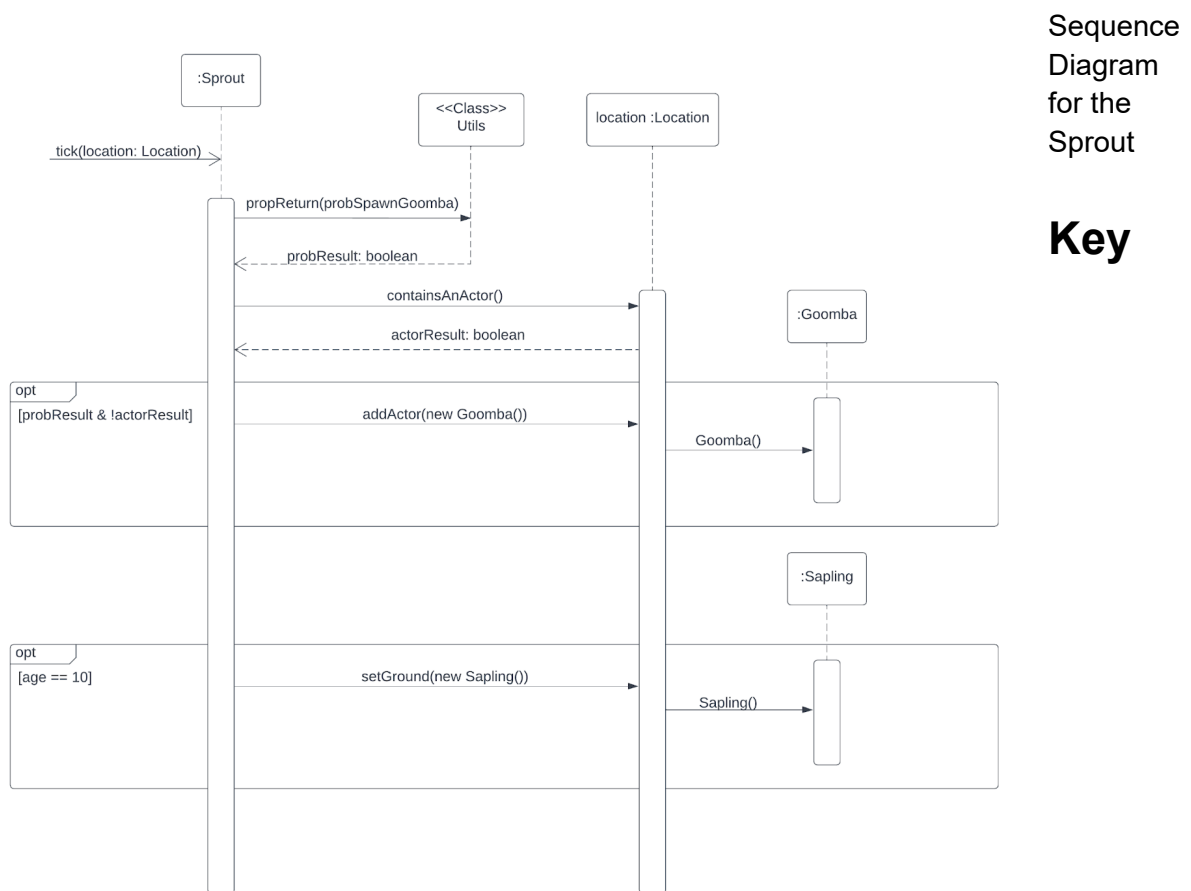 Sequence
Diagram
for the
Sprout
Key
:Sprout
<<Class>>
Utils
location :Location
tick(location: Location)
propReturn(probSpawnGoomba)
probResult: boolean
containsAnActor()
:Goomba
actorResult: boolean
opt
[probResult & !actorResult]
addActor(new Goomba())
Goomba()
:Sapling
opt
[age == 10]
setGround(new Sapling())
Sapling()